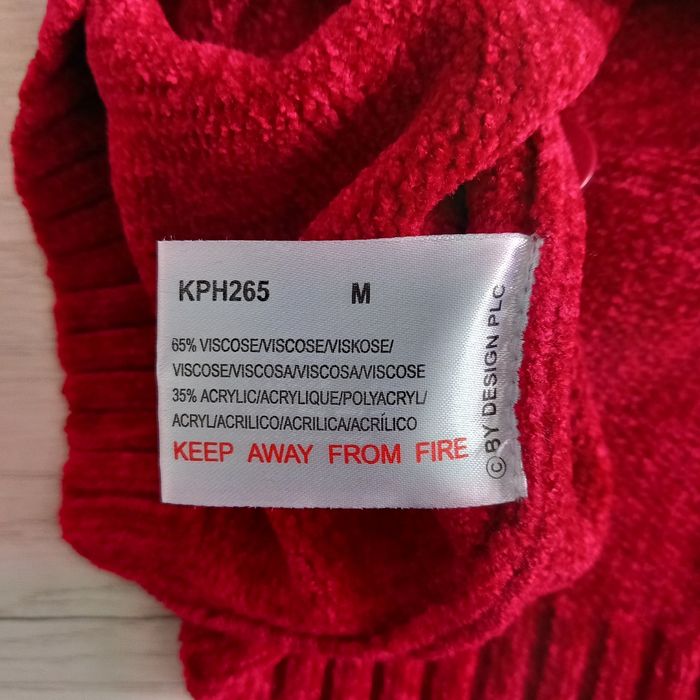 KPH265 M
65% VISCOSE/VISCOSE/VISKOSE/
VISCOSE/VISCOSA/VISCOSA/VISCOSE
35% ACRYLIC/ACRYLIQUE/POLYACRYL/
ACRYL/ACRILICO/ACRILICA/ACRÍLICO
KEEP AWAY FROM FIRE
© BY DESIGN PLC